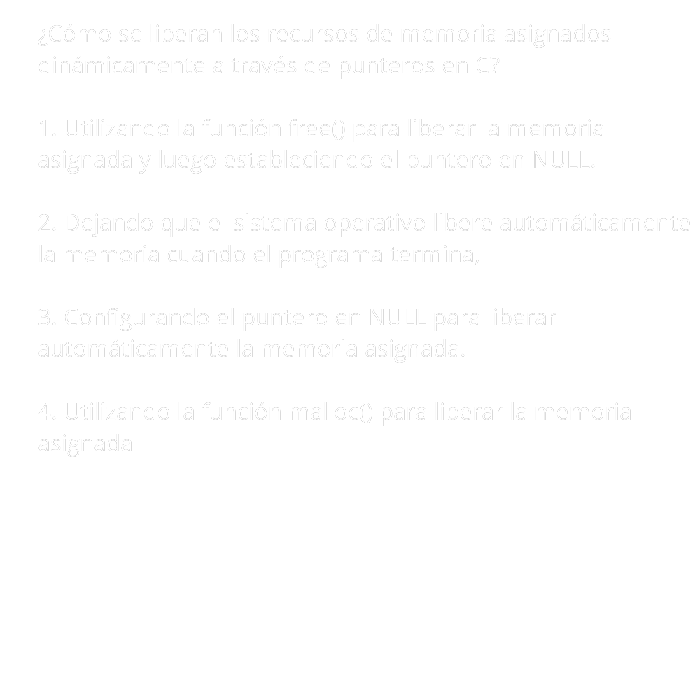 ¿Cómo se liberan los recursos de memoria asignados
dinámicamente a través de punteros en C?
1. Utilizando la función free() para liberar la memoria
asignada y luego estableciendo el puntero en NULL.
2. Dejando que el sistema operativo libere automáticamente
la memoria cuando el programa termina,
3. Configurando el puntero en NULL para liberar
automáticamente la memoria asignada.
4. Utilizando la función malloc() para liberar la memoria
asignada